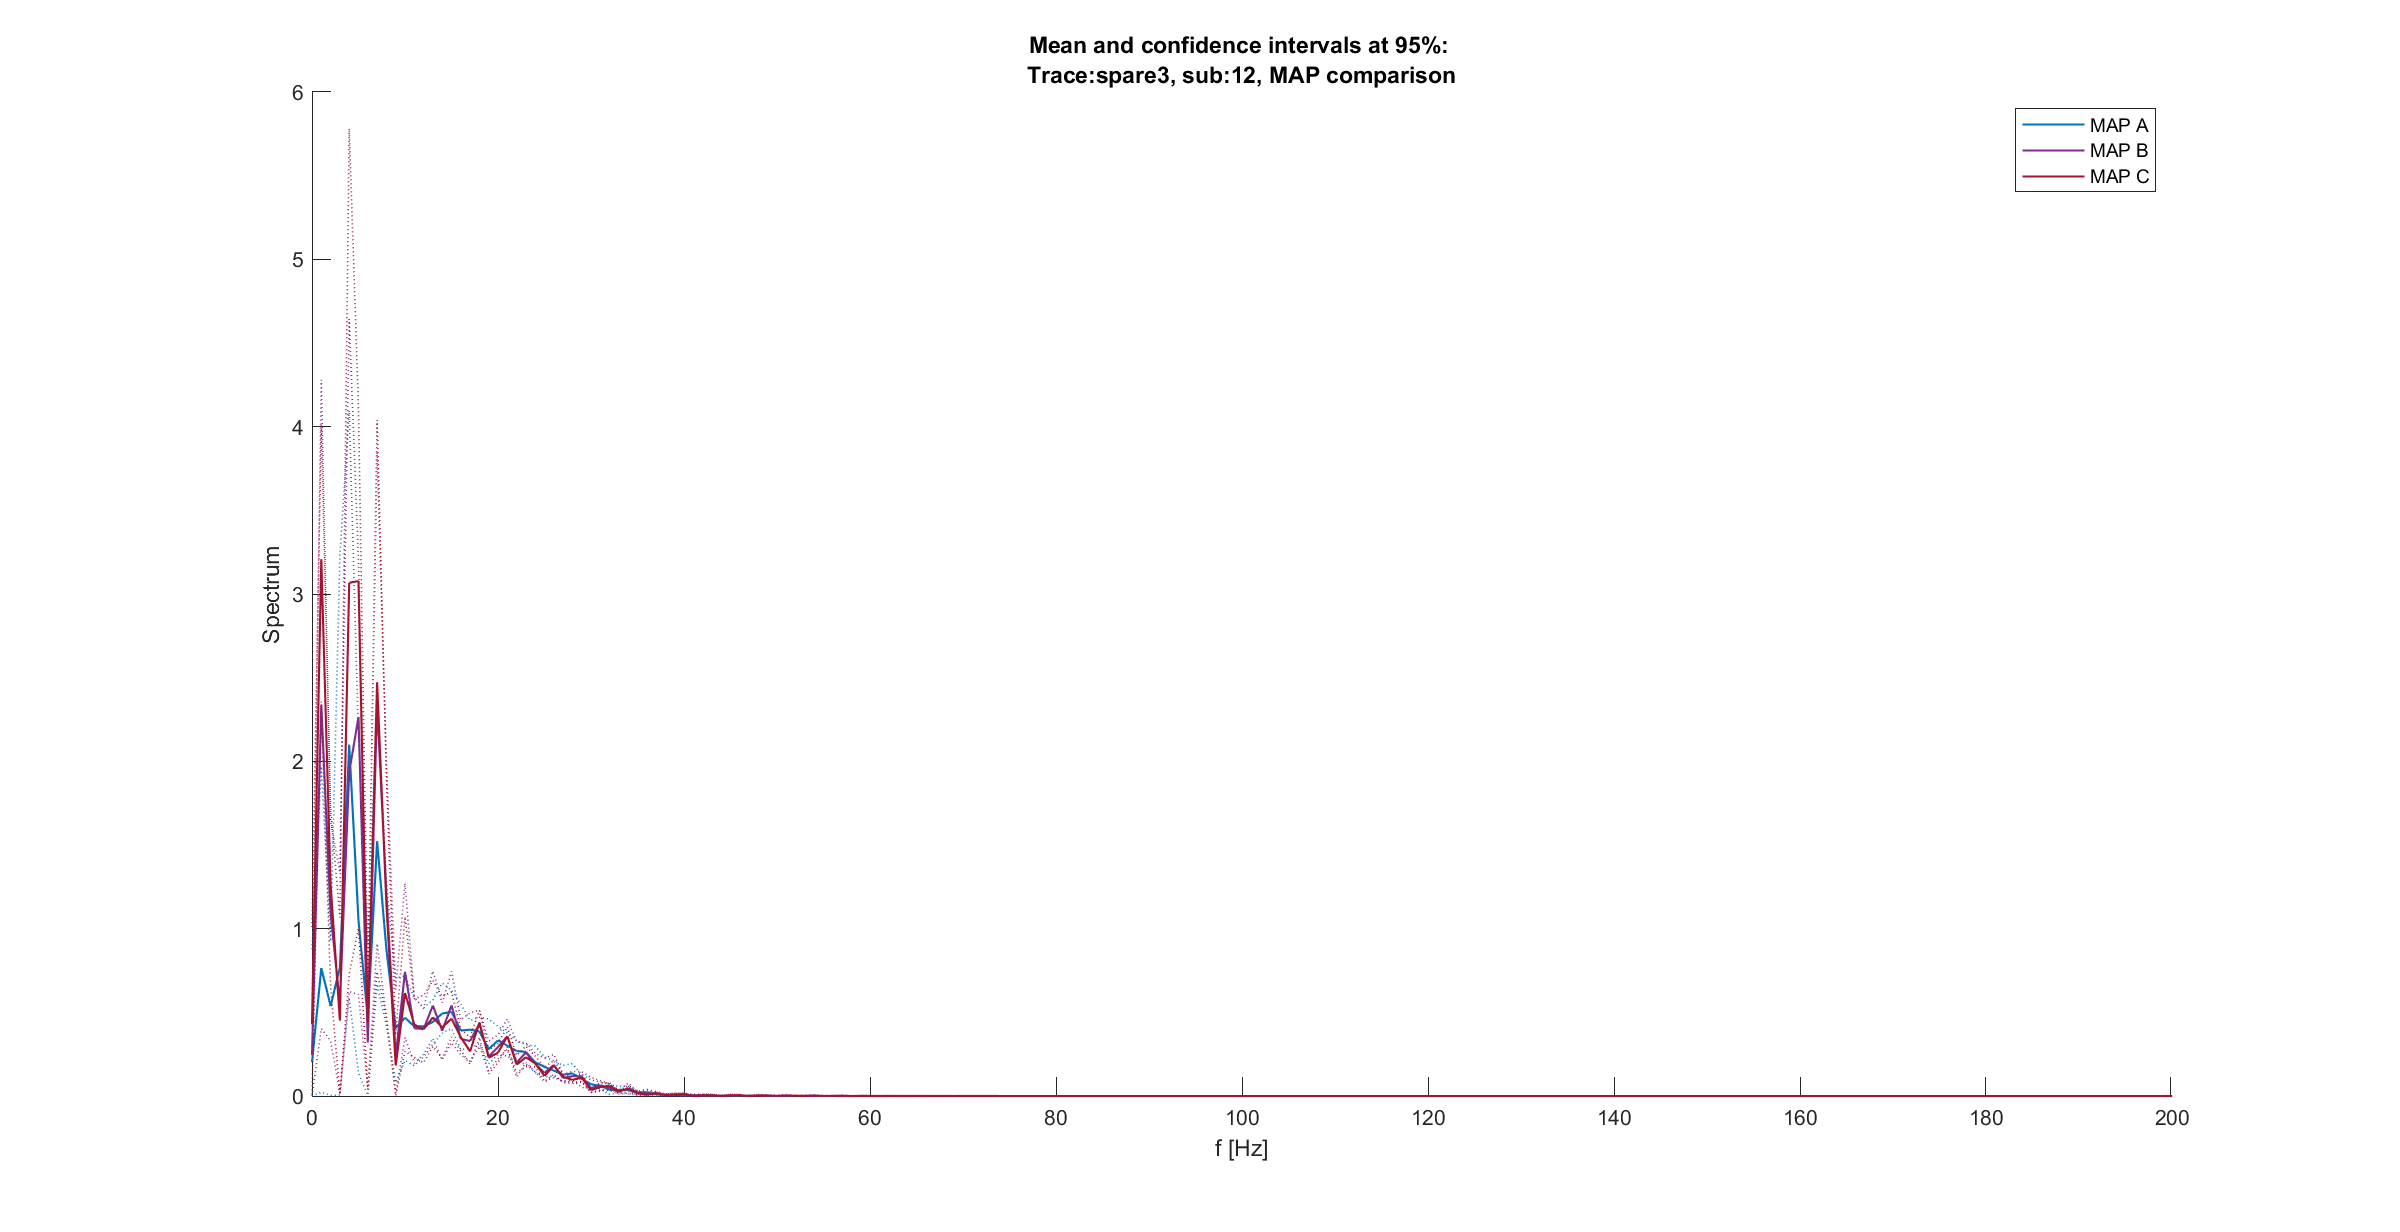 Mean and confidence intervals at 95%:
Trace:spare3, sub:12, MAP comparison
MAP A
MAP B
MAP C
6
5
4
3
2
1
0
Spectrum
0 20 40 60 80 100 120 140 160 180 200
f [Hz]